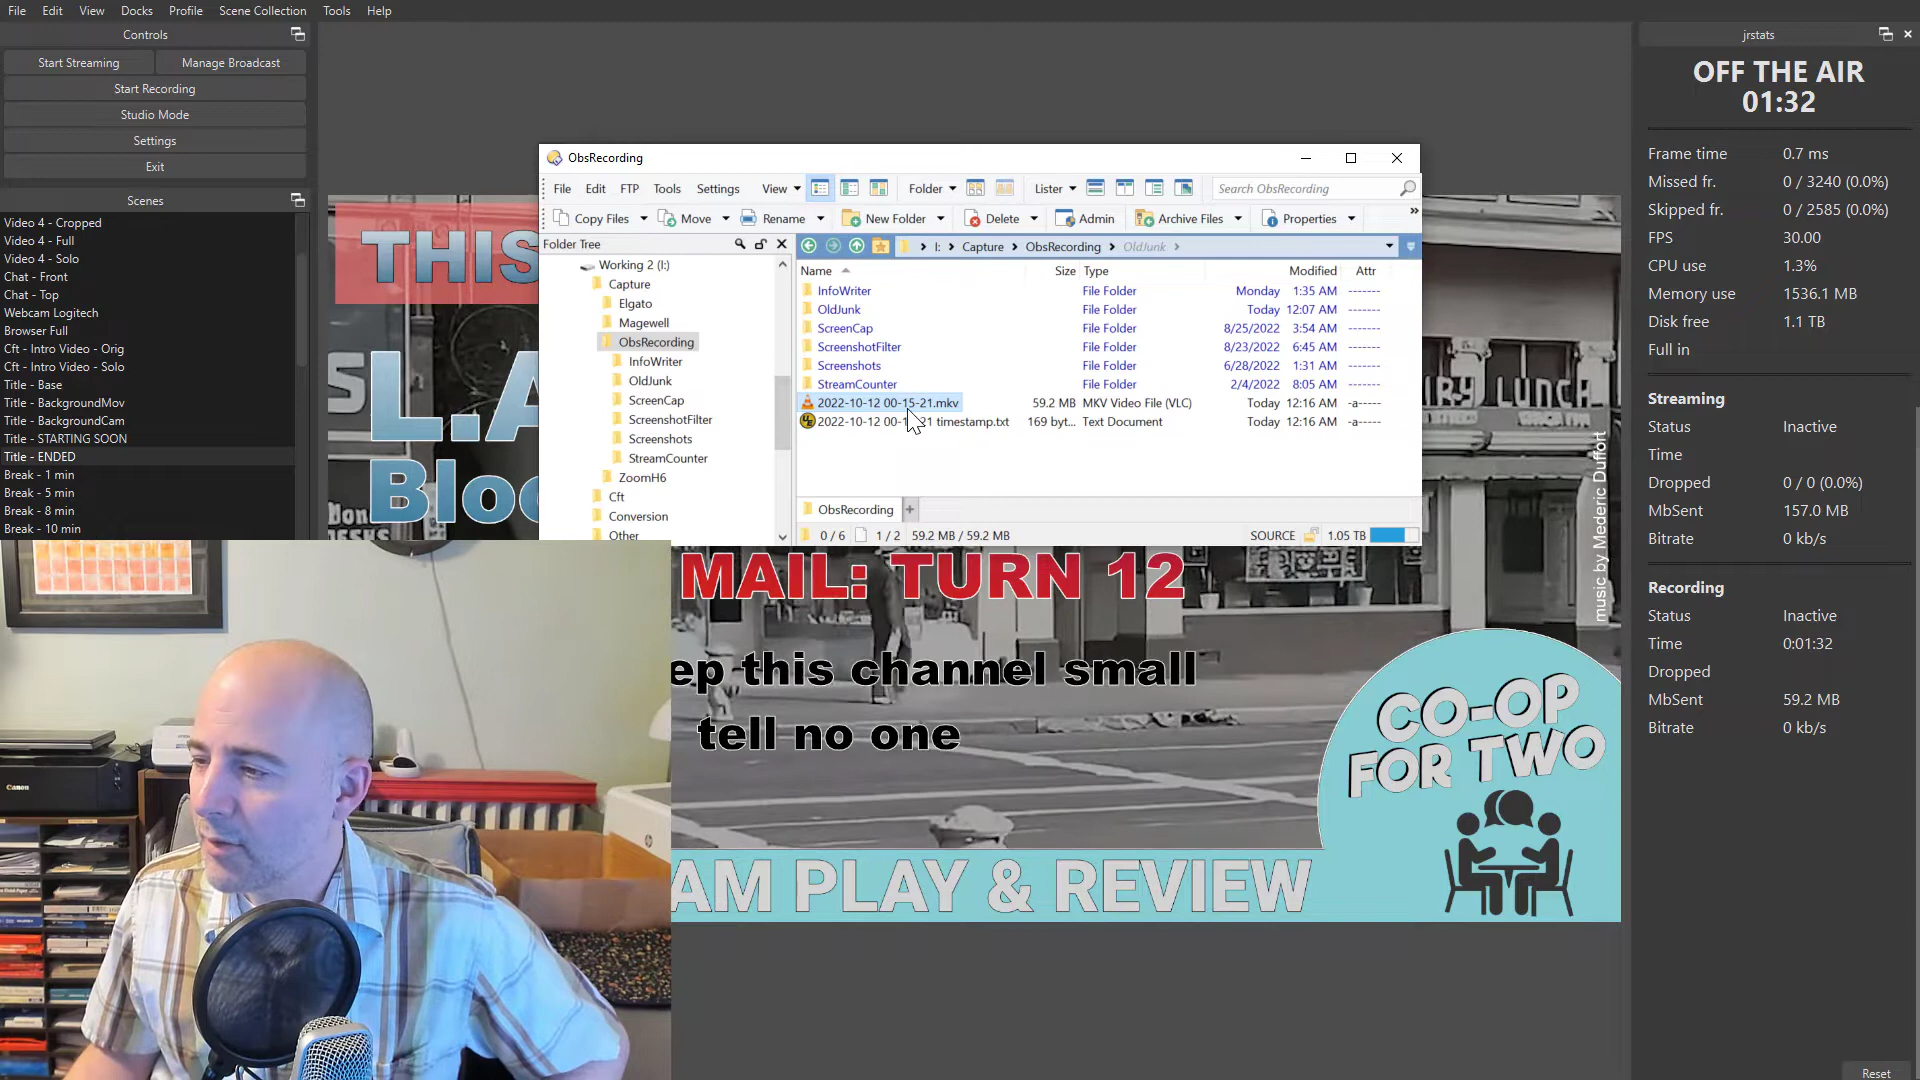 File Edit View Docks Profile Scene Collection Tools Help
Controls
Start Streaming
Manage Broadcast
Start Recording
Studio Mode
Settings
Exit
Scenes
Video 4 - Cropped
Video 4 - Full
Video 4 - Solo
Chat - Front
Chat - Top
Webcam Logitech
Browser Full
Cft - Intro Video - Orig
Cft - Intro Video - Solo
Title - Base
Title - BackgroundMov
Title - BackgroundCam
Title - STARTING SOON
Title - ENDED
Break - 1 min
Break - 5 min
Break - 8 min
Break - 10 min
THIS
L.A
Bloo
ObsRecording
File Edit FTP Tools Settings View Folder Lister Search ObsRecording
Copy Files Move Rename New Folder Delete Admin Archive Files Properties
Folder Tree
I: Capture ObsRecording OldJunk
Working 2 (I:)
Capture
Elgato
Magewell
ObsRecording
InfoWriter
OldJunk
ScreenCap
ScreenshotFilter
Screenshots
StreamCounter
ZoomH6
Cft
Conversion
Other
Name Size Type Modified Attr
InfoWriter File Folder Monday 1:35 AM -------
OldJunk File Folder Today 12:07 AM -------
ScreenCap File Folder 8/25/2022 3:54 AM -------
ScreenshotFilter File Folder 8/23/2022 6:45 AM -------
Screenshots File Folder 6/28/2022 1:31 AM -------
StreamCounter File Folder 2/4/2022 8:05 AM -------
2022-10-12 00-15-21.mkv 59.2 MB MKV Video File (VLC) Today 12:16 AM -a-----
2022-10-12 00-1 21 timestamp.txt 169 byt... Text Document Today 12:16 AM -a-----
ObsRecording
0 / 6 1 / 2 59.2 MB / 59.2 MB SOURCE 1.05 TB
MAIL: TURN 12
ep this channel small
tell no one
AM PLAY & REVIEW
CO-OP
FOR TWO
RY LUNCH
music by Mederic Duffort
Canon
jrstats
OFF THE AIR
01:32
Frame time 0.7 ms
Missed fr. 0 / 3240 (0.0%)
Skipped fr. 0 / 2585 (0.0%)
FPS 30.00
CPU use 1.3%
Memory use 1536.1 MB
Disk free 1.1 TB
Full in
Streaming
Status Inactive
Time
Dropped 0 / 0 (0.0%)
MbSent 157.0 MB
Bitrate 0 kb/s
Recording
Status Inactive
Time 0:01:32
Dropped
MbSent 59.2 MB
Bitrate 0 kb/s
Reset